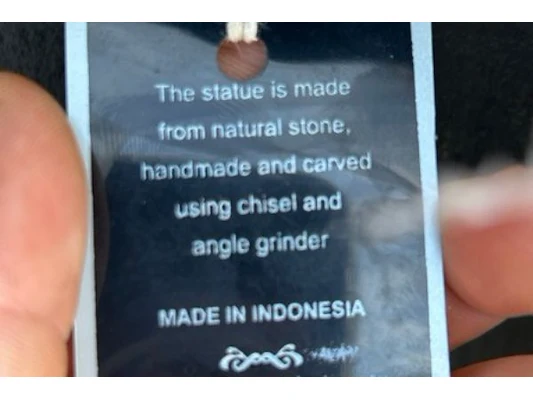 The statue is made
from natural stone,
handmade and carved
using chisel and
angle grinder
MADE IN INDONESIA